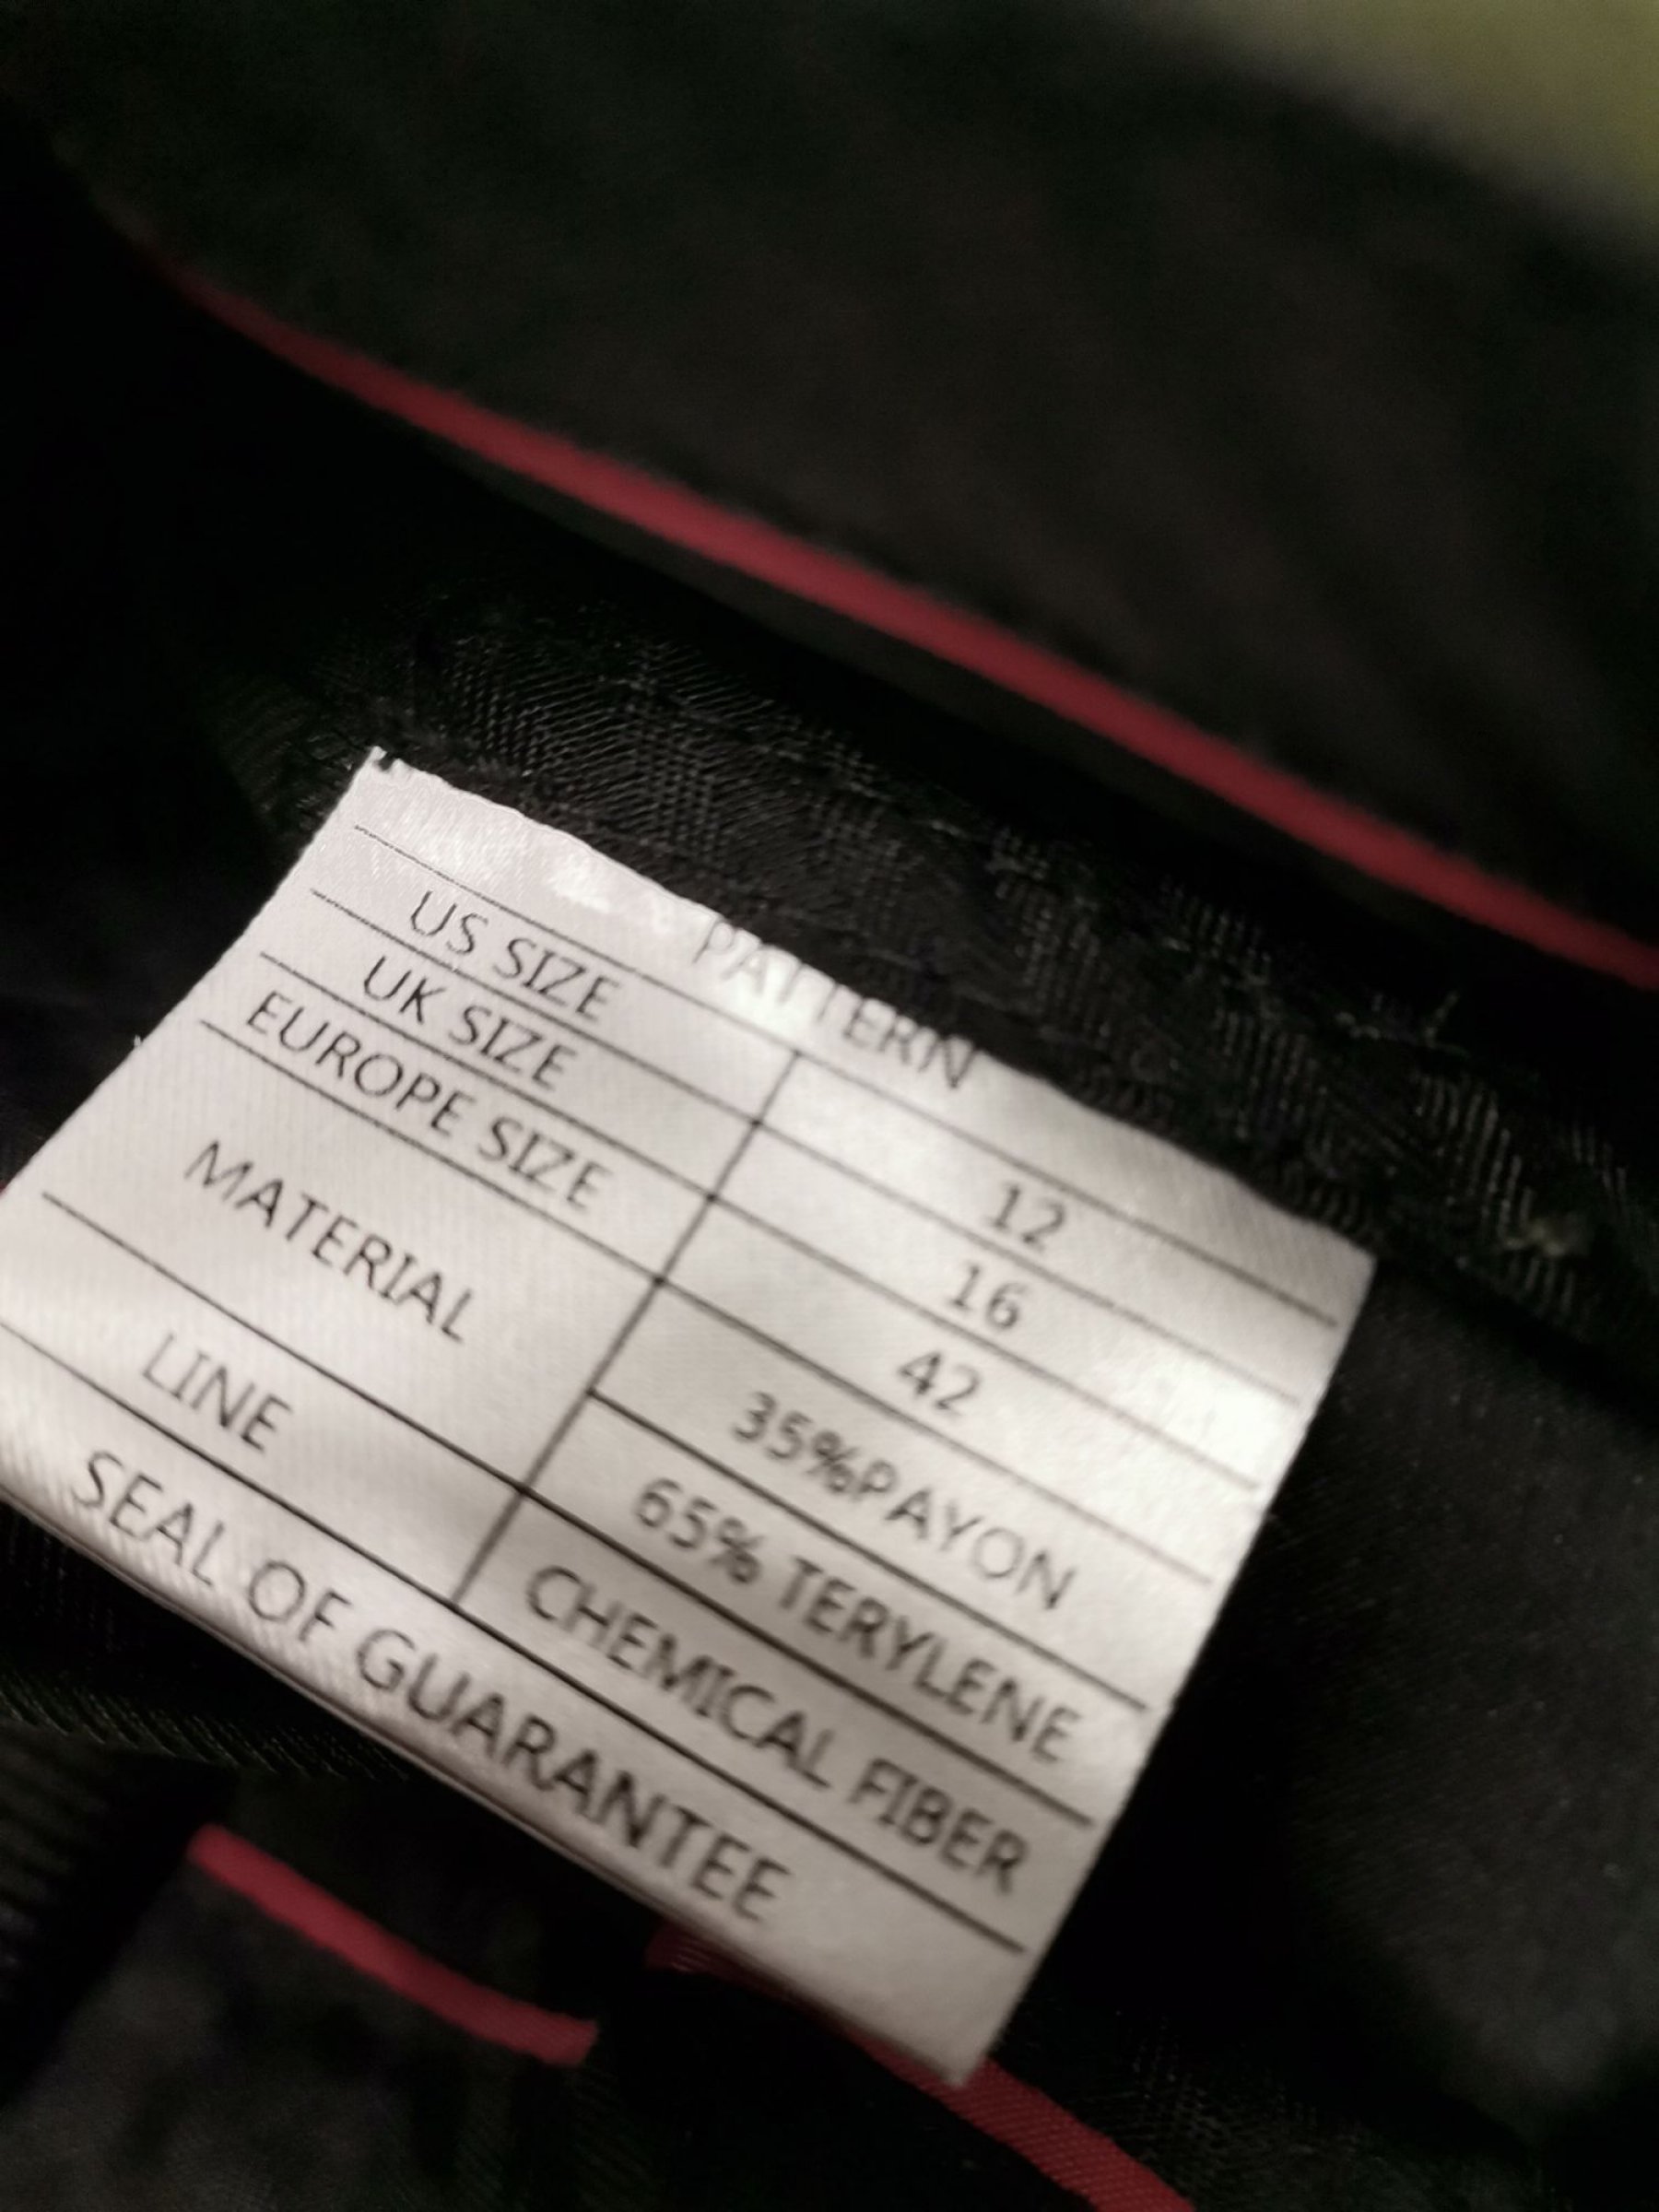 PATTERN
US SIZE 12
UK SIZE 16
EUROPE SIZE 42
MATERIAL 35%PAYON
65% TERYLENE
LINE CHEMICAL FIBER
SEAL OF GUARANTEE